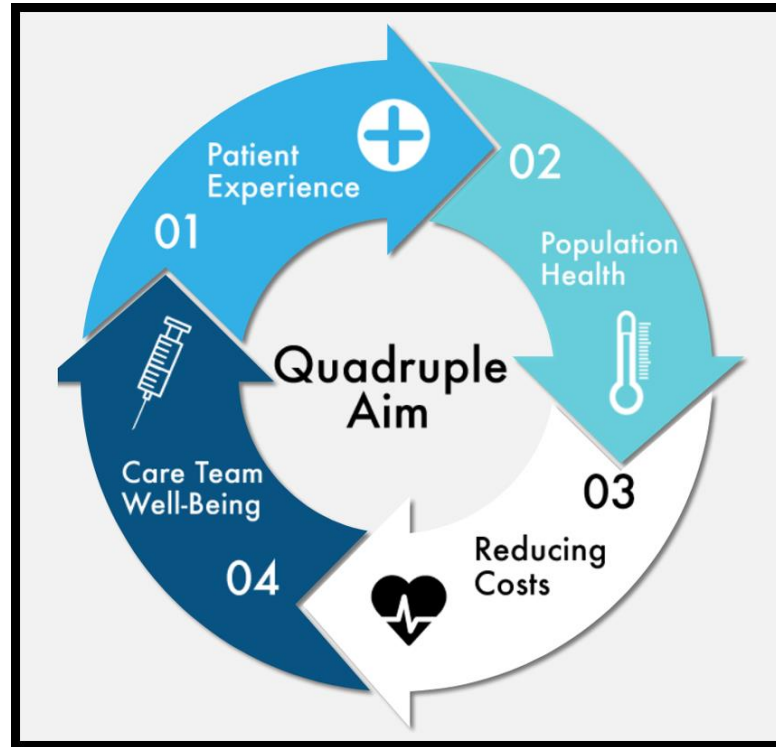 01
Patient
Experience
02
Population
Health
03
Reducing
Costs
04
Care Team
Well-Being
Quadruple
Aim